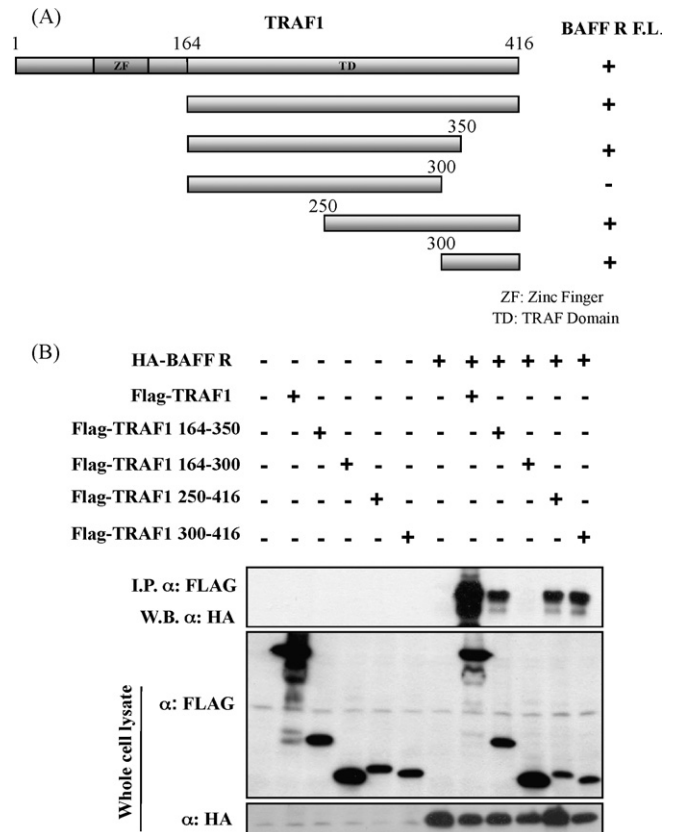 (A)
TRAF1
BAFF R F.L.
1 164 416
ZF TD +
+
350
+
300
-
250
+
300
+
ZF: Zinc Finger
TD: TRAF Domain
(B)
HA-BAFF R - - - - - - + + + + + +
Flag-TRAF1 - + - - - - - + - - - -
Flag-TRAF1 164-350 - - + - - - - - + - - -
Flag-TRAF1 164-300 - - - + - - - - - + - -
Flag-TRAF1 250-416 - - - - + - - - - - + -
Flag-TRAF1 300-416 - - - - - + - - - - - +
I.P. α: FLAG
W.B. α: HA
Whole cell lysate
α: FLAG
α: HA